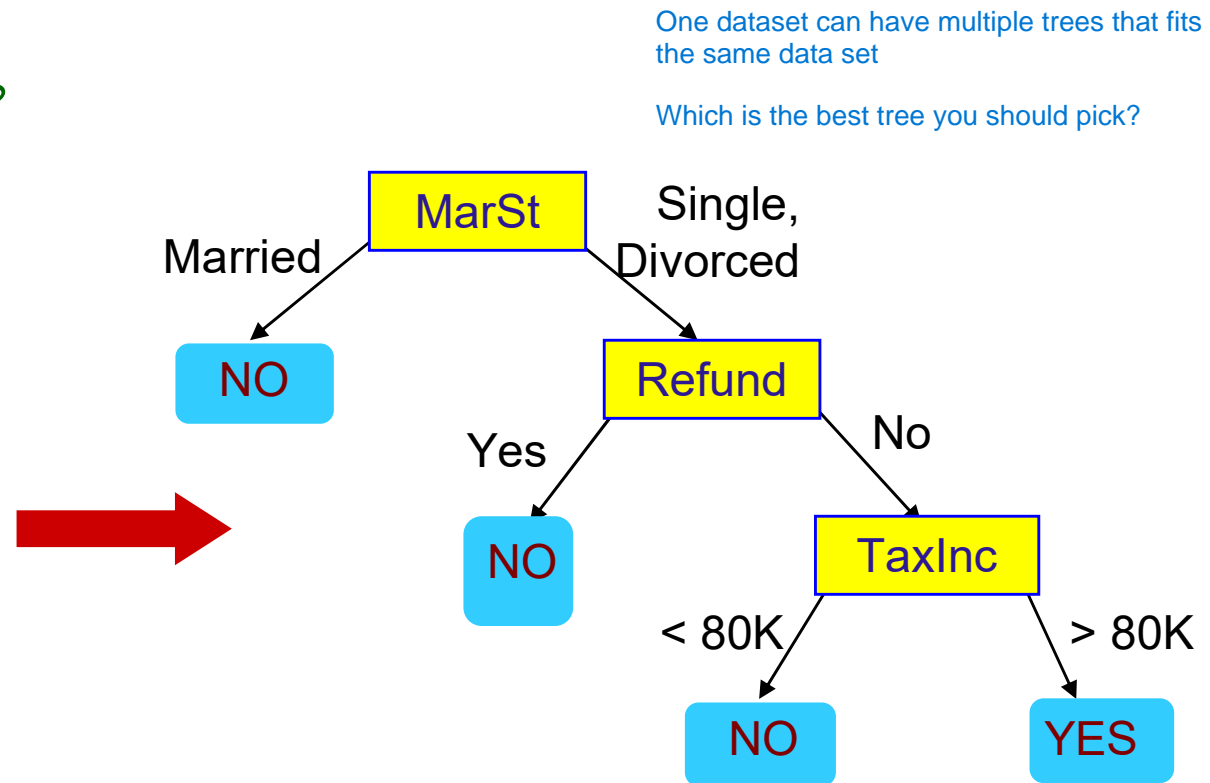 One dataset can have multiple trees that fits
the same data set
Which is the best tree you should pick?
MarSt
Single,
Divorced
Married
NO
Refund
Yes
No
NO
TaxInc
< 80K
> 80K
NO
YES